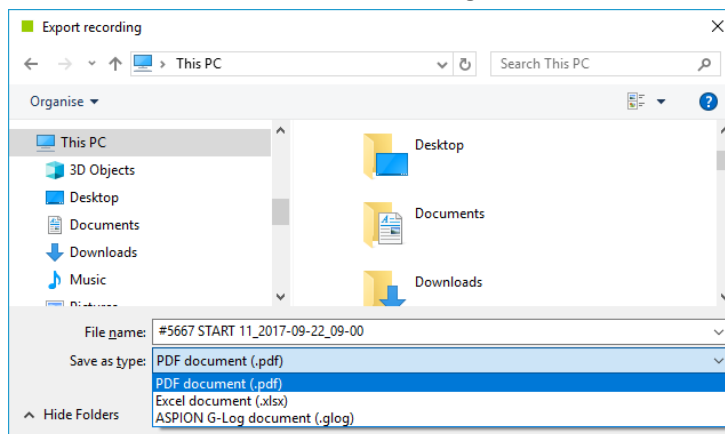 Export recording
This PC
Search This PC
Organise
This PC
3D Objects
Desktop
Documents
Downloads
Music
Pictures
Desktop
Documents
Downloads
File name: #5667 START 11_2017-09-22_09-00
Save as type: PDF document (.pdf)
PDF document (.pdf)
Excel document (.xlsx)
ASPION G-Log document (.glog)
Hide Folders